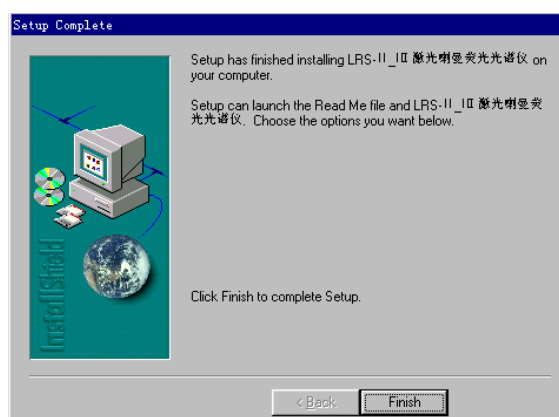 Setup Complete
Setup has finished installing LRS-II_III 激光喇曼荧光光谱仪 on
your computer.
Setup can launch the Read Me file and LRS-II_III 激光喇曼荧
光光谱仪. Choose the options you want below.
InstallShield
Click Finish to complete Setup.
< Back
Finish